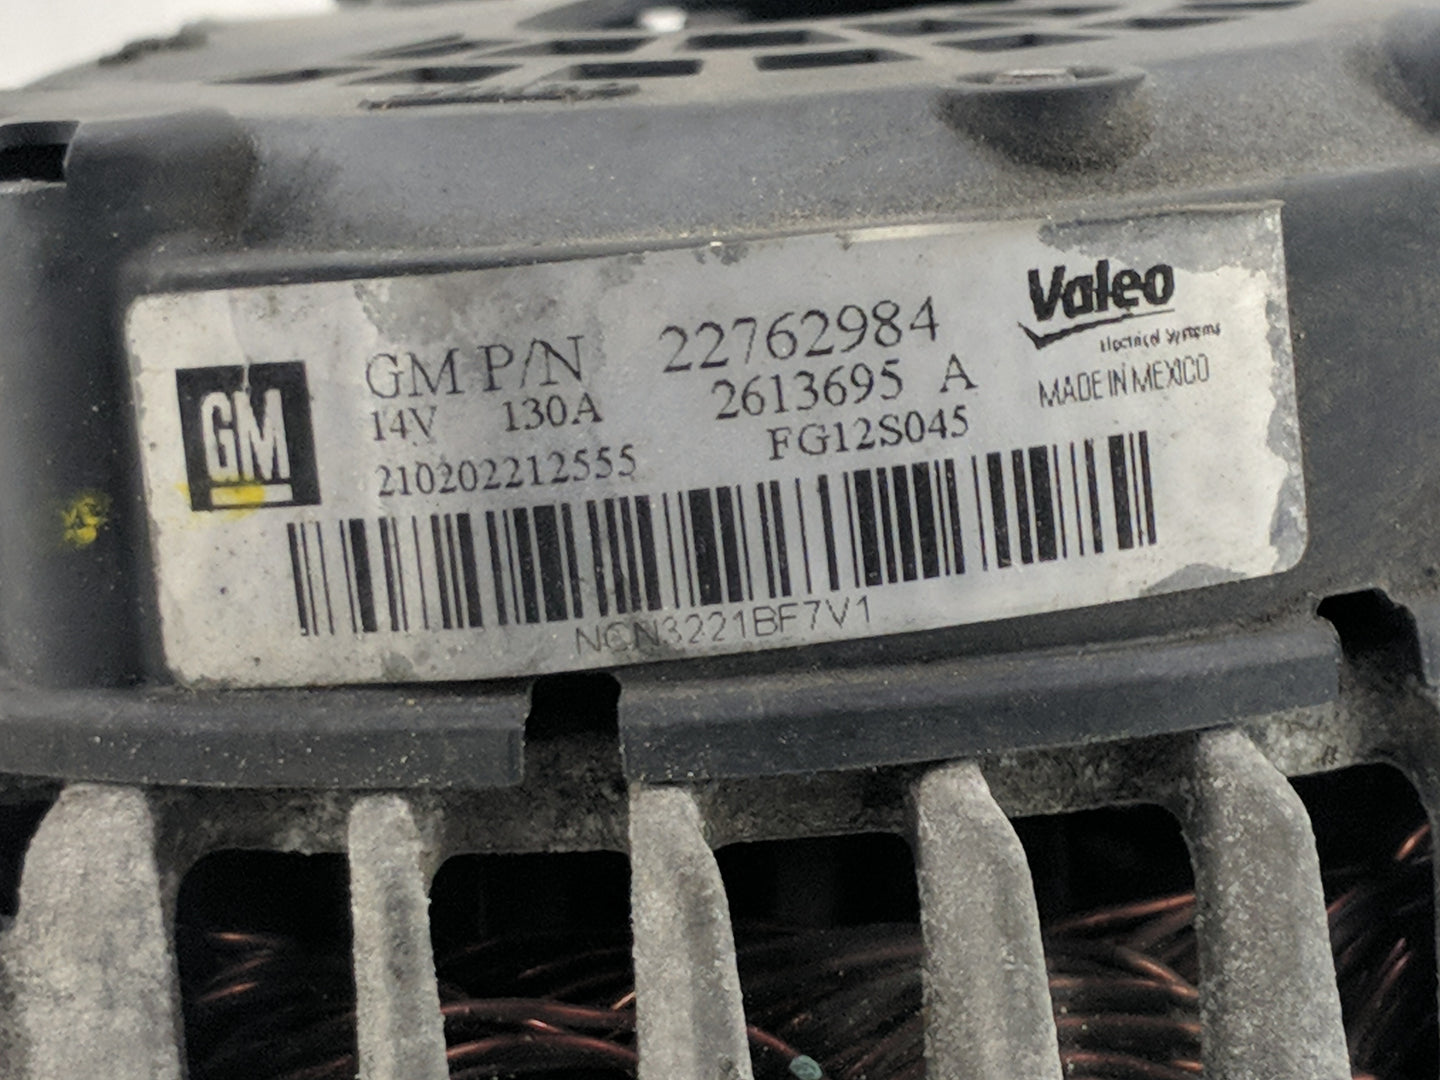 GM
GM P/N 22762984
14V 130A 2613695 A
210202212555 FG12S045
Valeo
Electrical Systems
MADE IN MEXICO
NCN3221BF7V1